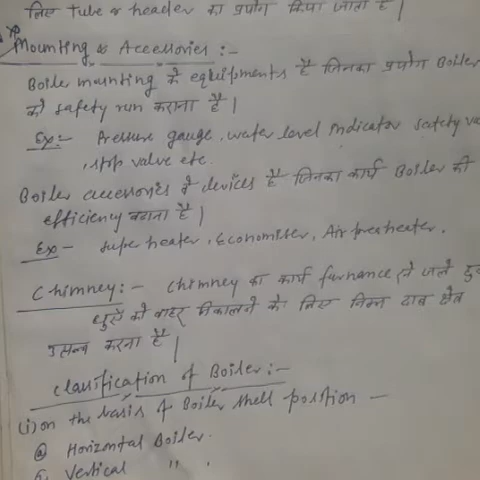 लिए Tube व header का प्रयोग किया जाता है |
Mounting & Accessories :-
Boiler mounting वे equipments है जिनका प्रयोग Boiler
को safety run कराना है |
Ex:- Pressure gauge, water level indicator safety va
, stop valve etc.
Boiler accessories वे devices है जिनका कार्य Boiler की
efficiency बढाना है |
Ex - super heater, Economiser, Air preheater.
Chimney :- Chimney का कार्य furnance से जले हु
धुएँ को बाहर निकालने के लिए निम्न दाब क्षेत्र
उत्पन्न करना है |
Classification of Boiler :-
(i) on the basis of Boiler shell position -
@ Horizontal Boiler.
Vertical " .